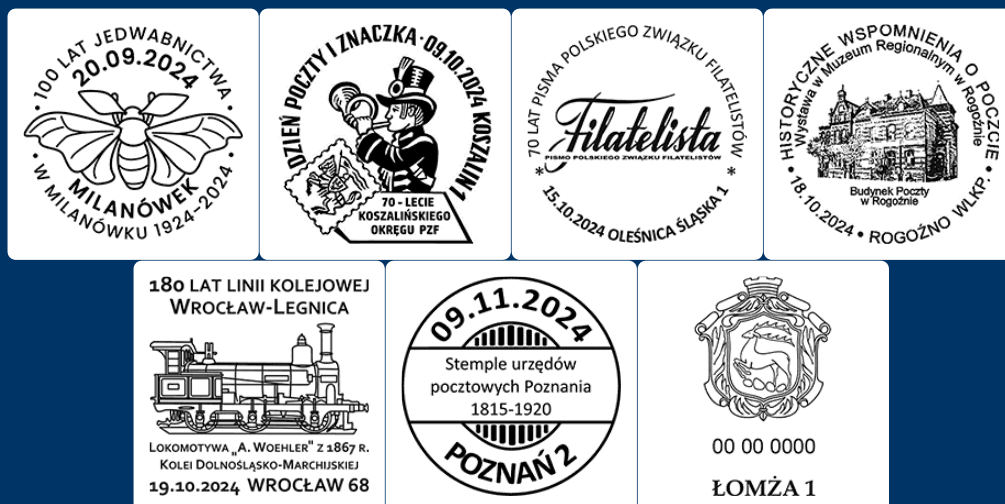 • 100 LAT JEDWABNICTWA •
20.09.2024
MILANÓWEK
W MILANÓWKU 1924-2024
DZIEŃ POCZTY I ZNACZKA · 09.10.2024 KOSZALIN 1
70 - LECIE
KOSZALIŃSKIEGO
OKRĘGU PZF
70 LAT PISMA POLSKIEGO ZWIĄZKU FILATELISTÓW
Filatelista
PISMO POLSKIEGO ZWIĄZKU FILATELISTÓW
* 15.10.2024 OLEŚNICA ŚLĄSKA 1 *
• HISTORYCZNE WSPOMNIENIA O POCZCIE •
Wystawa w Muzeum Regionalnym w Rogoźnie
Budynek Poczty
w Rogoźnie
18.10.2024 • ROGOŹNO WLKP.
180 LAT LINII KOLEJOWEJ
WROCŁAW-LEGNICA
LOKOMOTYWA „A. WOEHLER" Z 1867 R.
KOLEI DOLNOŚLĄSKO-MARCHIJSKIEJ
19.10.2024 WROCŁAW 68
09.11.2024
Stemple urzędów
pocztowych Poznania
1815-1920
POZNAŃ 2
00 00 0000
ŁOMŻA 1